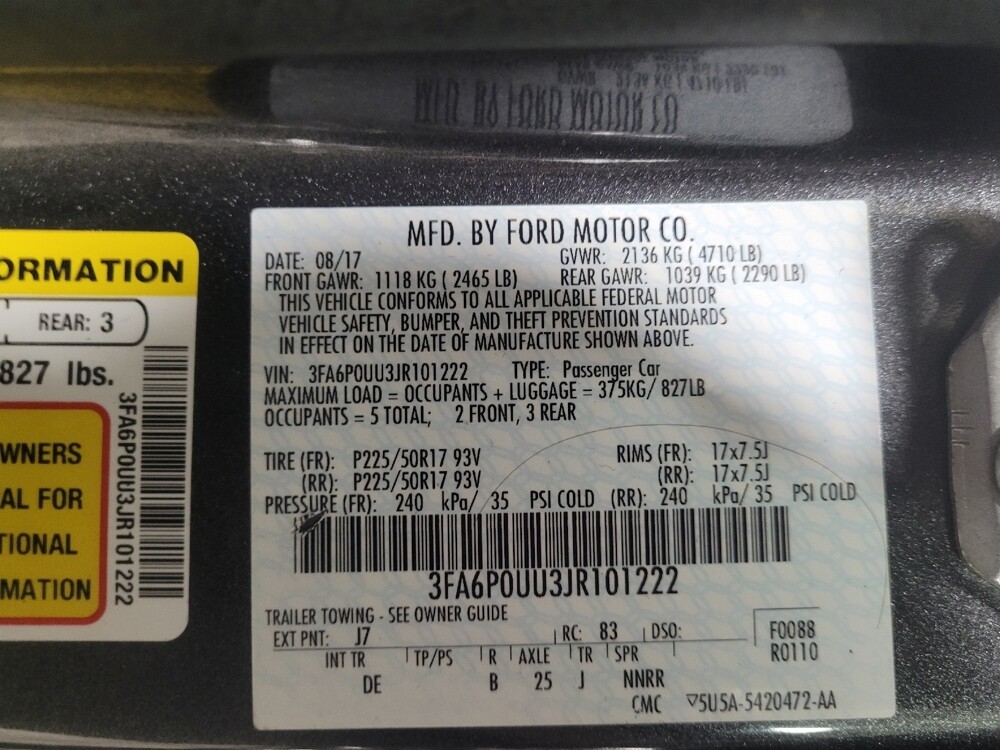 MFD. BY FORD MOTOR CO.
DATE: 08/17 GVWR: 2136 KG ( 4710 LB)
FRONT GAWR: 1118 KG ( 2465 LB) REAR GAWR: 1039 KG ( 2290 LB)
THIS VEHICLE CONFORMS TO ALL APPLICABLE FEDERAL MOTOR
VEHICLE SAFETY, BUMPER, AND THEFT PREVENTION STANDARDS
IN EFFECT ON THE DATE OF MANUFACTURE SHOWN ABOVE.
VIN: 3FA6P0UU3JR101222 TYPE: Passenger Car
MAXIMUM LOAD = OCCUPANTS + LUGGAGE = 375KG/ 827LB
OCCUPANTS = 5 TOTAL; 2 FRONT, 3 REAR
TIRE (FR): P225/50R17 93V RIMS (FR): 17x7.5J
(RR): P225/50R17 93V (RR): 17x7.5J
PRESSURE (FR): 240 kPa/ 35 PSI COLD (RR): 240 kPa/ 35 PSI COLD
3FA6P0UU3JR101222
TRAILER TOWING - SEE OWNER GUIDE
EXT PNT: J7 RC: 83 DSO: F0088
INT TR TP/PS R AXLE TR SPR R0110
DE B 25 J NNRR
CMC ▽5U5A-5420472-AA
ORMATION
REAR: 3
827 lbs.
WNERS
AL FOR
TIONAL
MATION
3FA6P0UU3JR101222